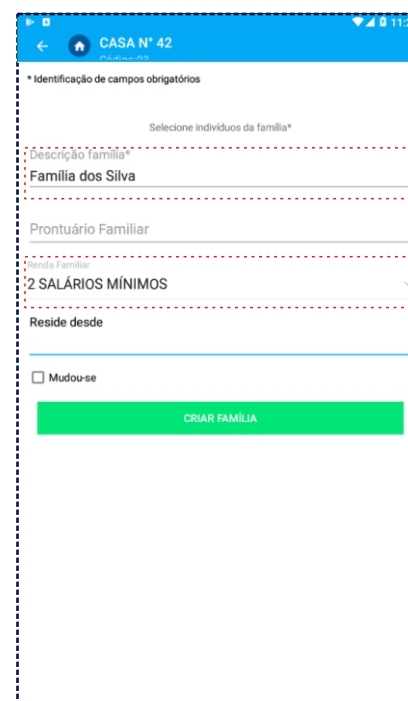 CASA N° 42
* Identificação de campos obrigatórios
Selecione indivíduos da família*
Descrição família*
Família dos Silva
Prontuário Familiar
Renda Familiar
2 SALÁRIOS MÍNIMOS
Reside desde
Mudou-se
CRIAR FAMÍLIA